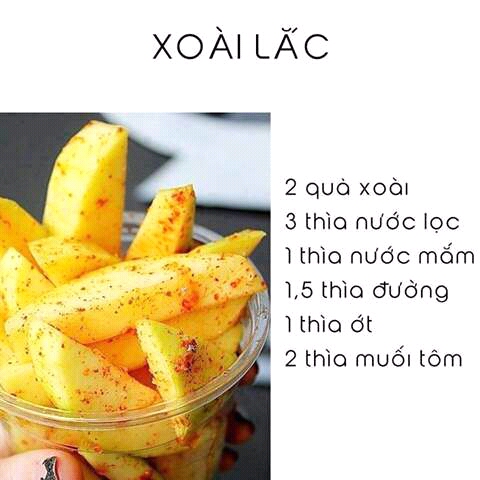 XOÀI LẮC
2 quả xoài
3 thìa nước lọc
1 thìa nước mắm
1,5 thìa đường
1 thìa ớt
2 thìa muối tôm